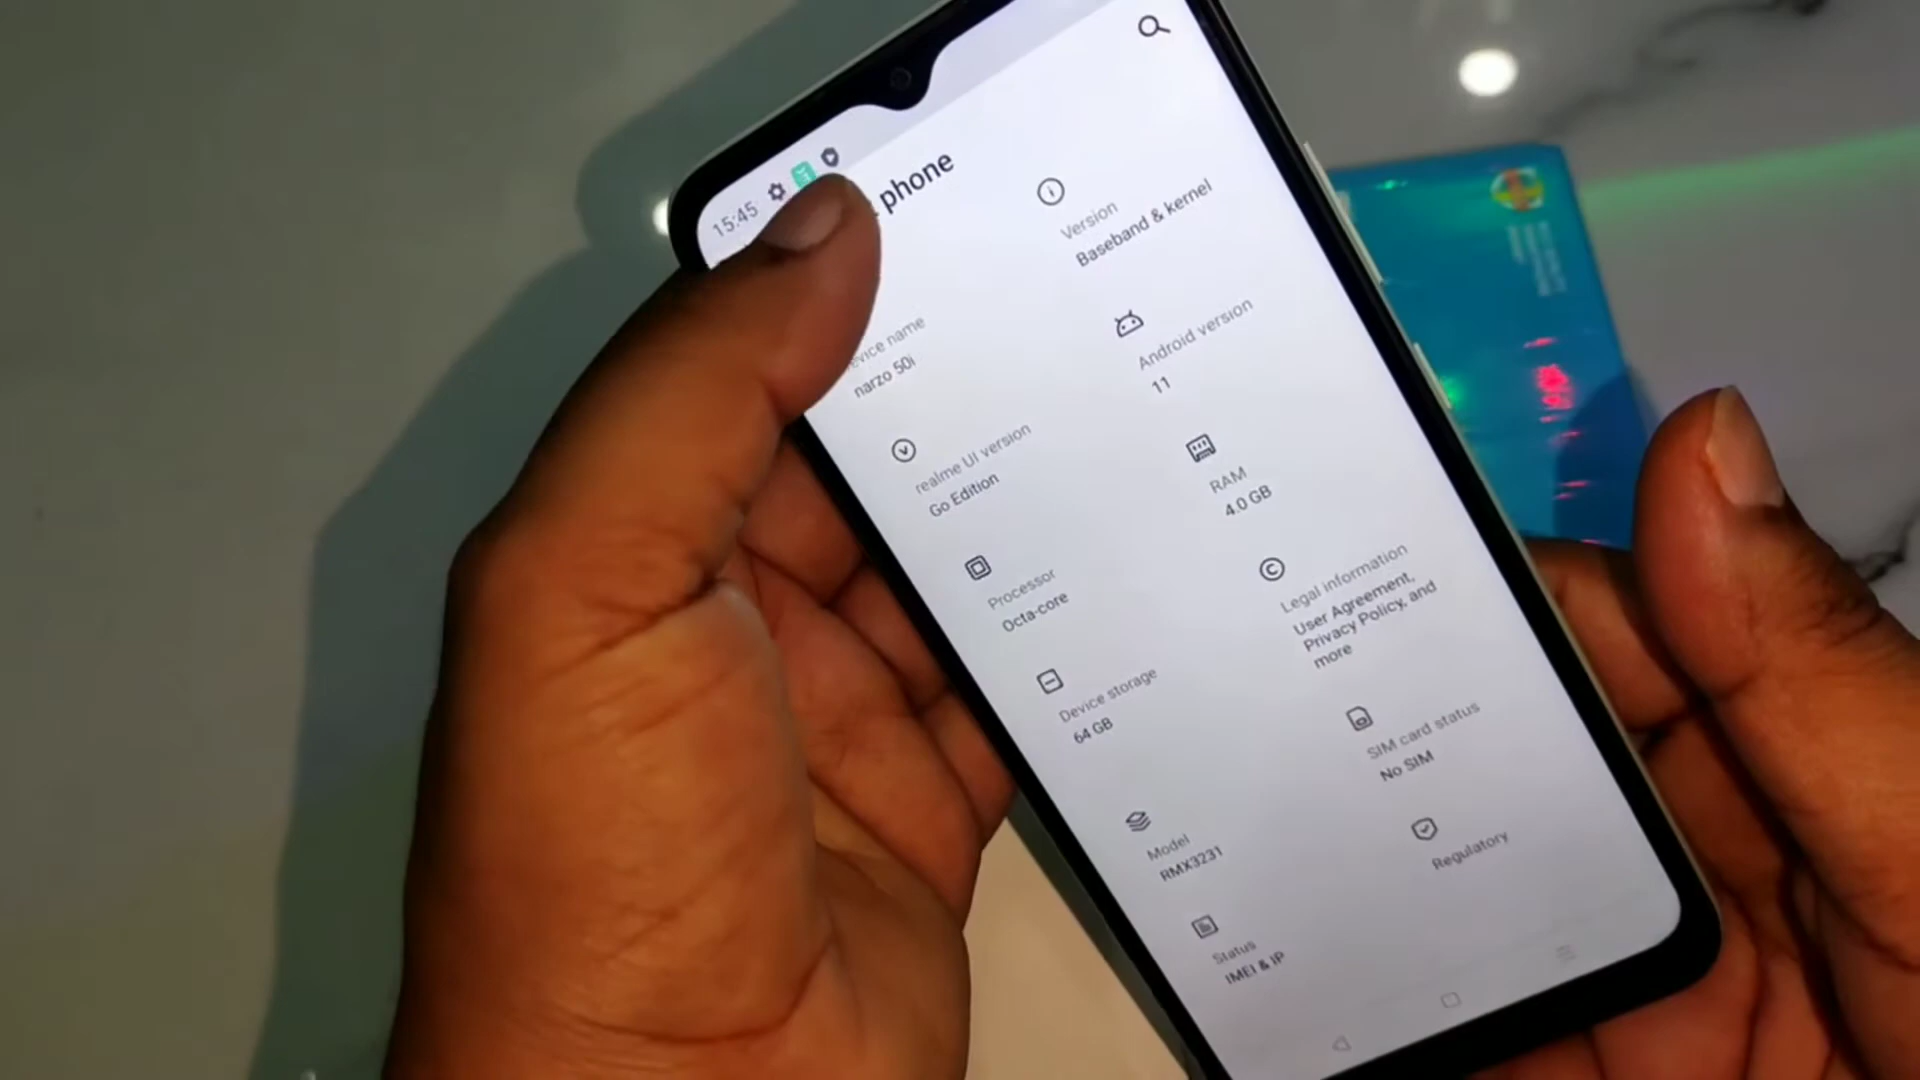 15:45
phone
Version
Baseband & kernel
vice name
narzo 50i
Android version
11
realme UI version
Go Edition
RAM
4.0 GB
Processor
Octa-core
Legal information
User Agreement,
Privacy Policy, and
more
Device storage
64 GB
SIM card status
No SIM
Model
RMX3231
Regulatory
Status
IMEI & IP